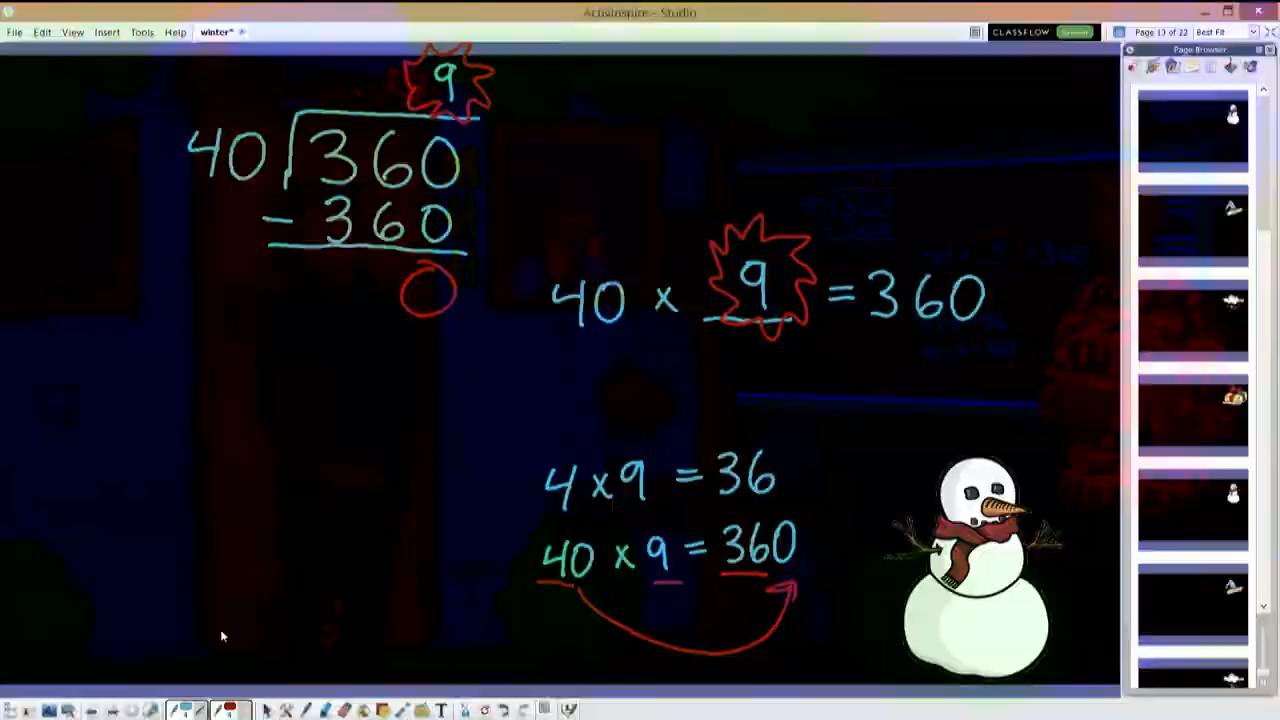 ActivInspire - Studio
File Edit View Insert Tools Help winter*
CLASSFLOW
Page 13 of 22 Best Fit
Page Browser
9
40 360
- 360
0
40 x 9 = 360
4 x 9 = 36
40 x 9 = 360